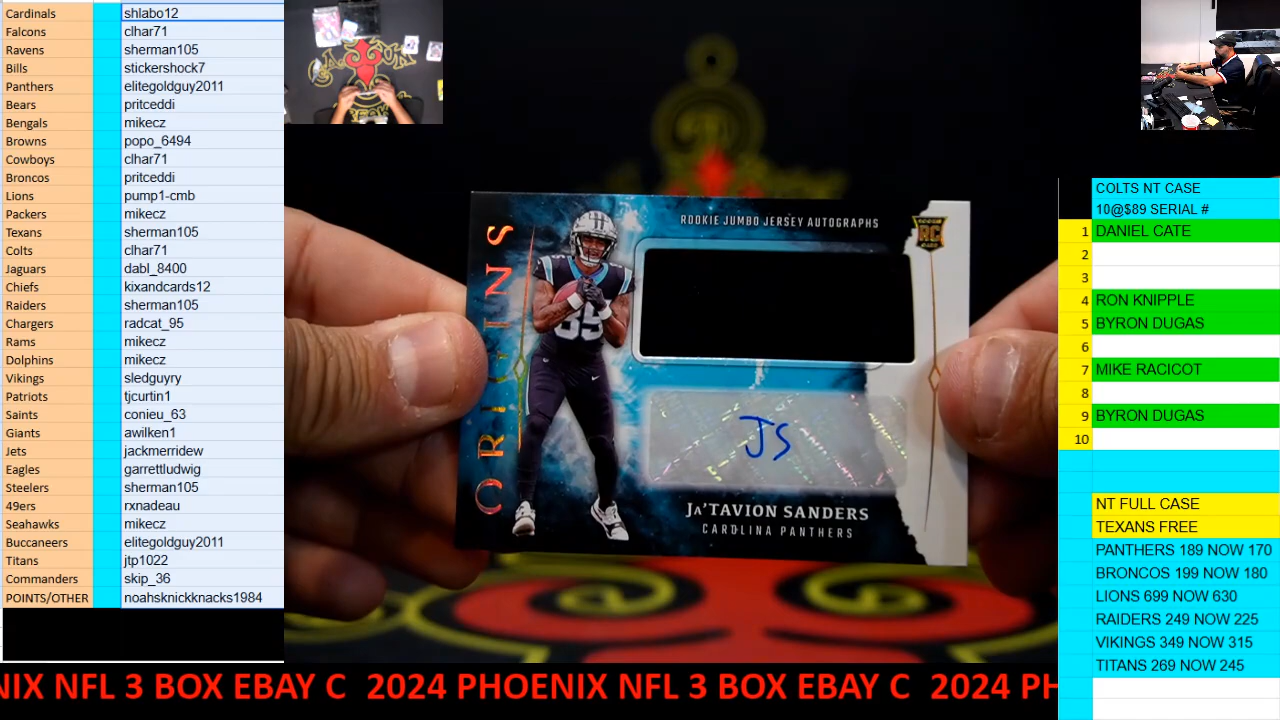 Cardinals shlabo12
Falcons clhar71
Ravens sherman105
Bills stickershock7
Panthers elitegoldguy2011
Bears pritceddi
Bengals mikecz
Browns popo_6494
Cowboys clhar71
Broncos pritceddi
Lions pump1-cmb
Packers mikecz
Texans sherman105
Colts clhar71
Jaguars dabl_8400
Chiefs kixandcards12
Raiders sherman105
Chargers radcat_95
Rams mikecz
Dolphins mikecz
Vikings sledguryry
Patriots tjcurtin1
Saints conieu_63
Giants awilken1
Jets jackmerridew
Eagles garrettludwig
Steelers sherman105
49ers rxnadeau
Seahawks mikecz
Buccaneers elitegoldguy2011
Titans jtp1022
Commanders skip_36
POINTS/OTHER noahsknickknacks1984
ORIGINS
ROOKIE JUMBO JERSEY AUTOGRAPHS
RC
85
JS
JA'TAVION SANDERS
CAROLINA PANTHERS
COLTS NT CASE
10@$89 SERIAL #
1 DANIEL CATE
2
3
4 RON KNIPPLE
5 BYRON DUGAS
6
7 MIKE RACICOT
8
9 BYRON DUGAS
10
NT FULL CASE
TEXANS FREE
PANTHERS 189 NOW 170
BRONCOS 199 NOW 180
LIONS 699 NOW 630
RAIDERS 249 NOW 225
VIKINGS 349 NOW 315
TITANS 269 NOW 245
NIX NFL 3 BOX EBAY C 2024 PHOENIX NFL 3 BOX EBAY C 2024 PH